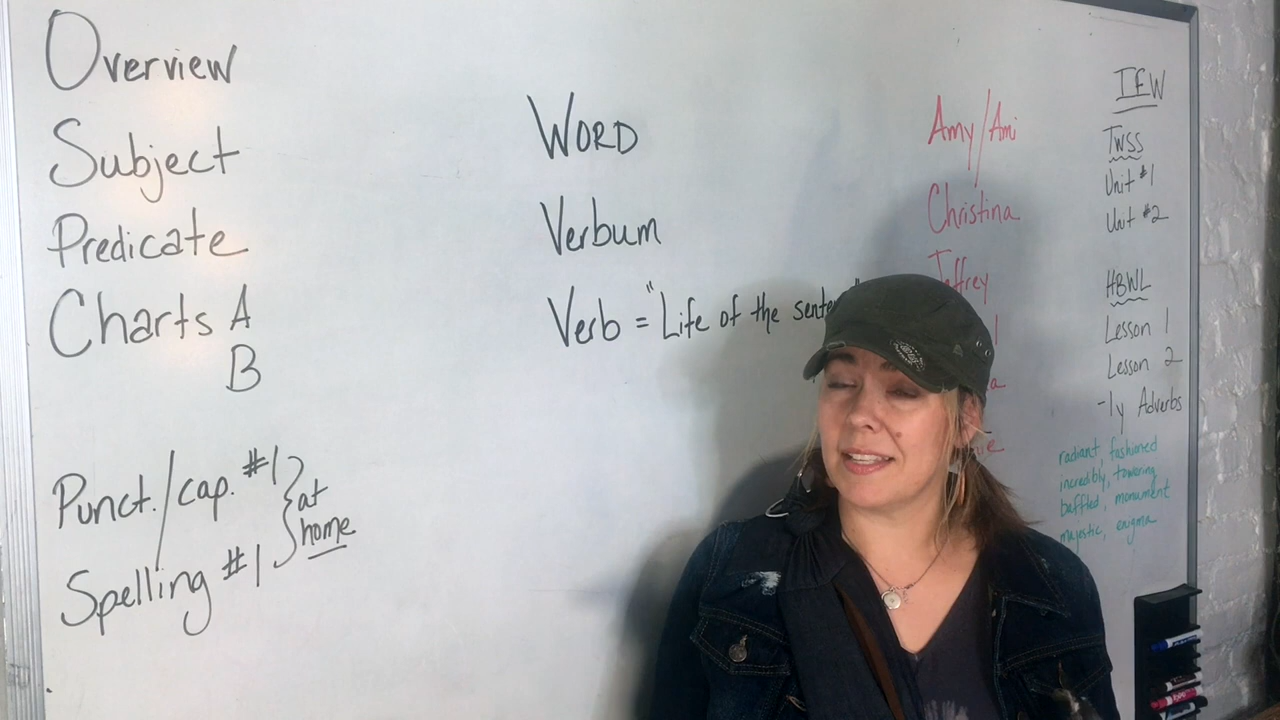 Overview
Subject
Predicate
Charts A
B
Punct./cap. #1
Spelling #1
at
home
WORD
Verbum
Verb = "Life of the
Amy/Ami
Christina
Jeffrey
IEW
TWSS
Unit #1
Unit #2
HBWL
Lesson 1
Lesson 2
-ly Adverbs
radiant, fashioned
incredibly, towering
baffled, monument
majestic, enigma